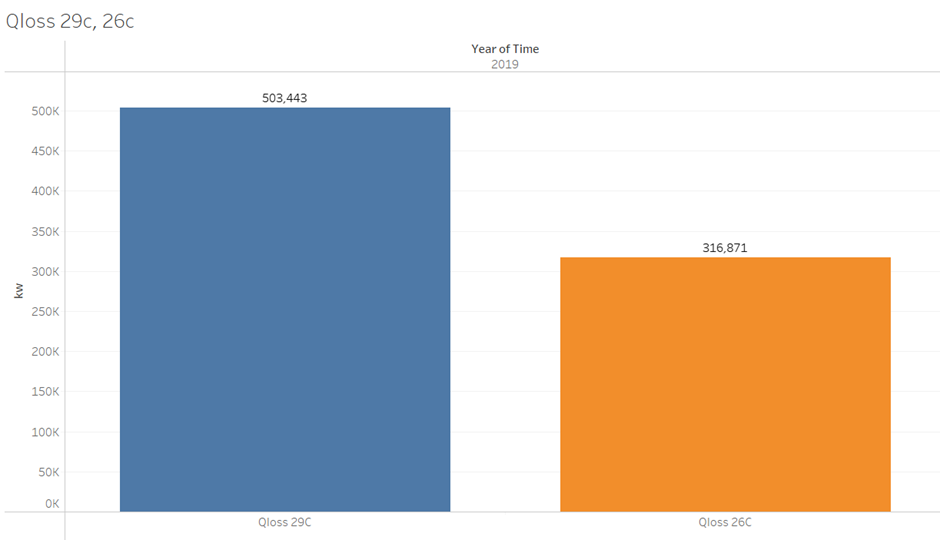 Qloss 29c, 26c
Year of Time
2019
503,443
500K
450K
400K
350K
316,871
300K
kw
250K
200K
150K
100K
50K
0K
Qloss 29C
Qloss 26C